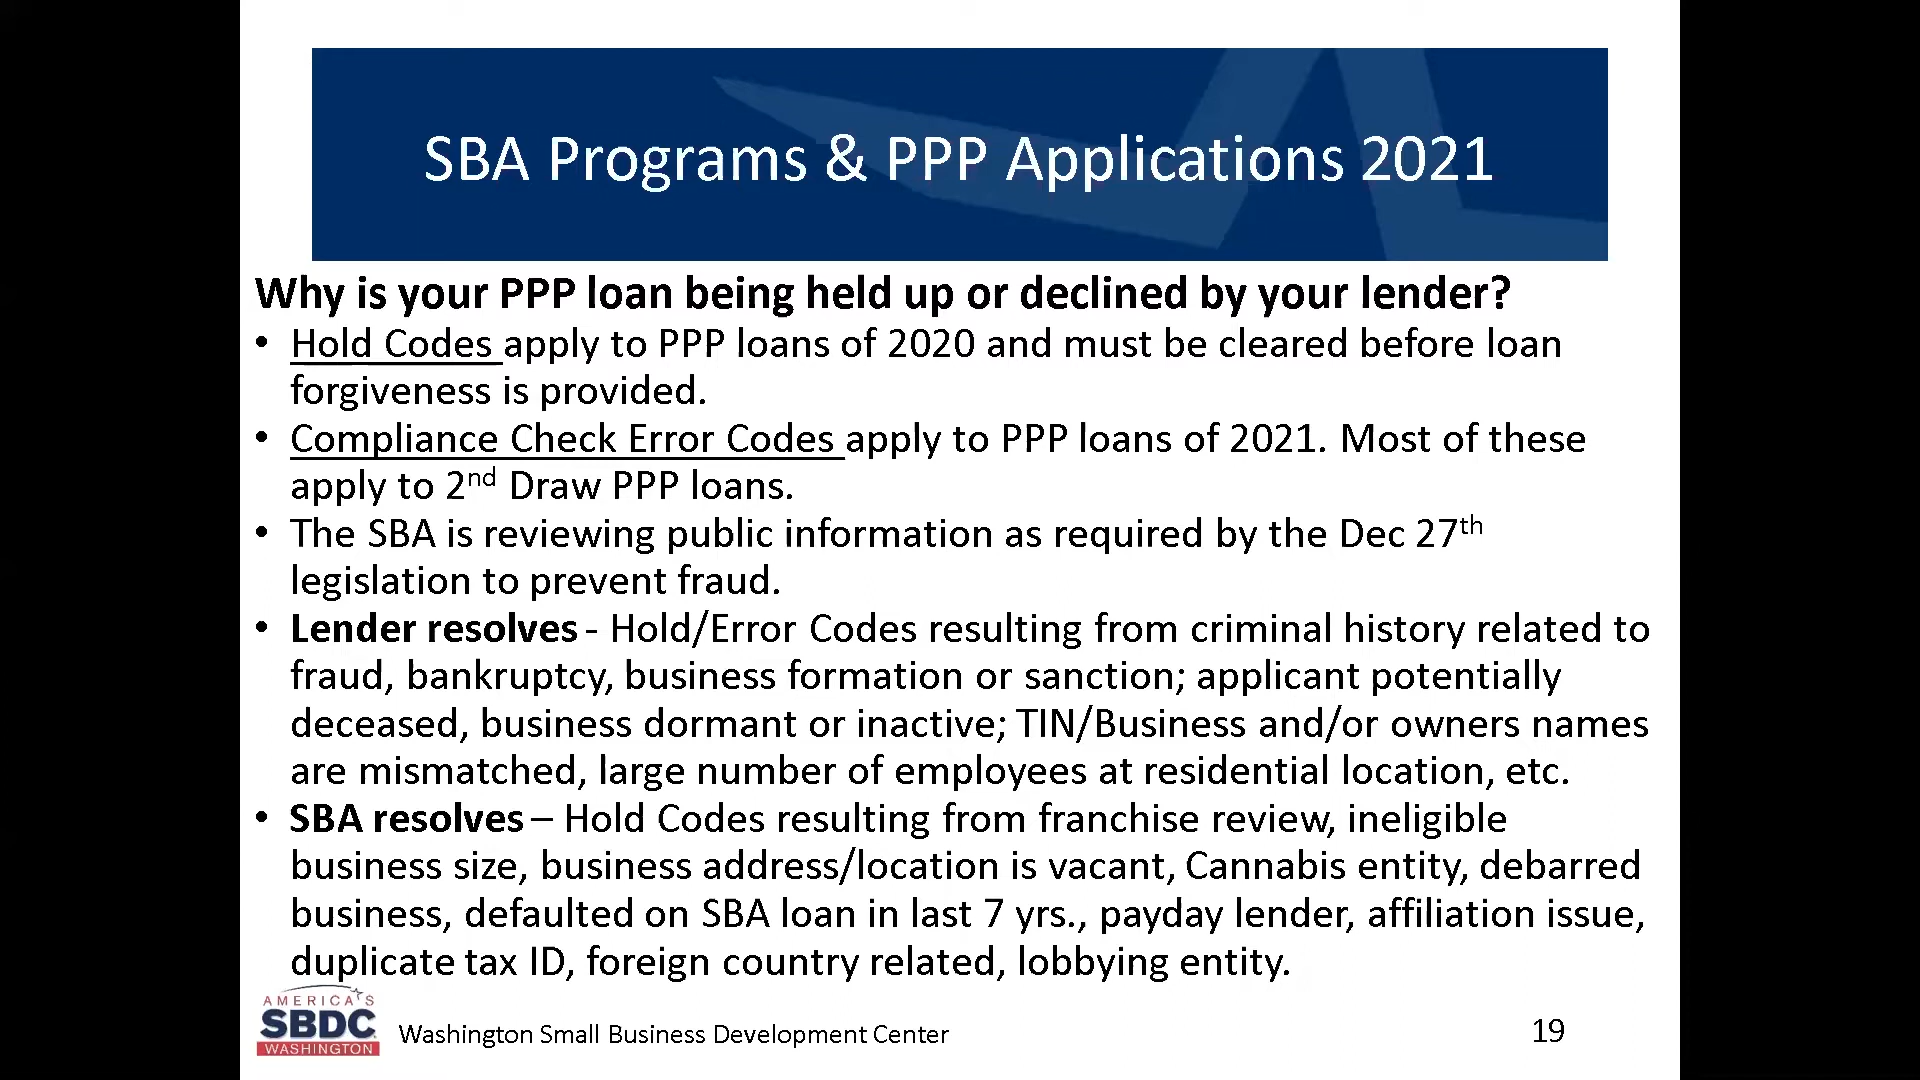 SBA Programs & PPP Applications 2021
Why is your PPP loan being held up or declined by your lender?
• Hold Codes apply to PPP loans of 2020 and must be cleared before loan
forgiveness is provided.
• Compliance Check Error Codes apply to PPP loans of 2021. Most of these
apply to 2nd Draw PPP loans.
• The SBA is reviewing public information as required by the Dec 27th
legislation to prevent fraud.
• Lender resolves - Hold/Error Codes resulting from criminal history related to
fraud, bankruptcy, business formation or sanction; applicant potentially
deceased, business dormant or inactive; TIN/Business and/or owners names
are mismatched, large number of employees at residential location, etc.
• SBA resolves – Hold Codes resulting from franchise review, ineligible
business size, business address/location is vacant, Cannabis entity, debarred
business, defaulted on SBA loan in last 7 yrs., payday lender, affiliation issue,
duplicate tax ID, foreign country related, lobbying entity.
AMERICA'S
SBDC
WASHINGTON
Washington Small Business Development Center
19